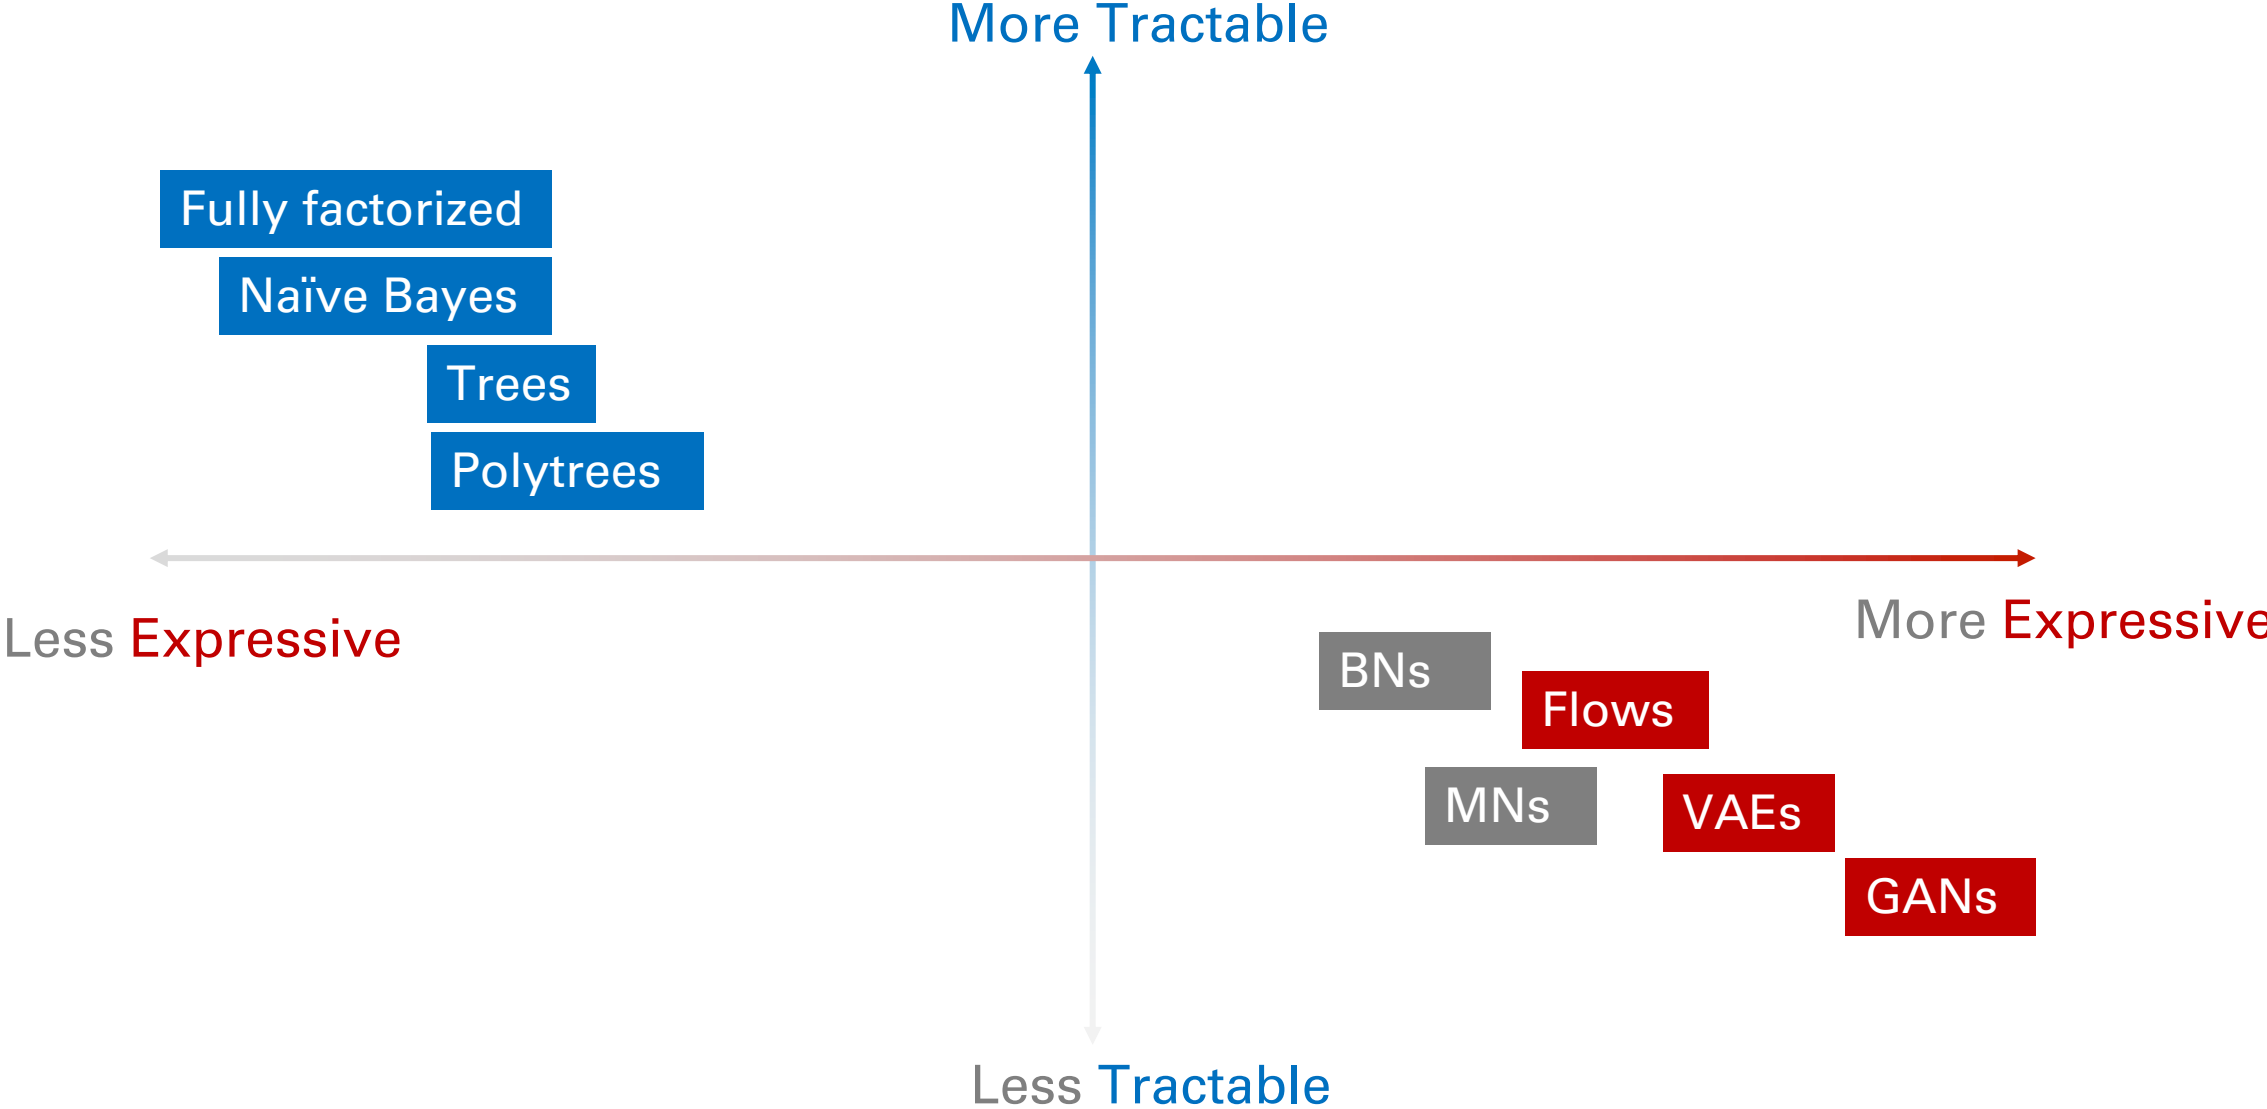 More Tractable
Fully factorized
Naïve Bayes
Trees
Polytrees
Less Expressive
More Expressive
BNs
Flows
MNs
VAEs
GANs
Less Tractable